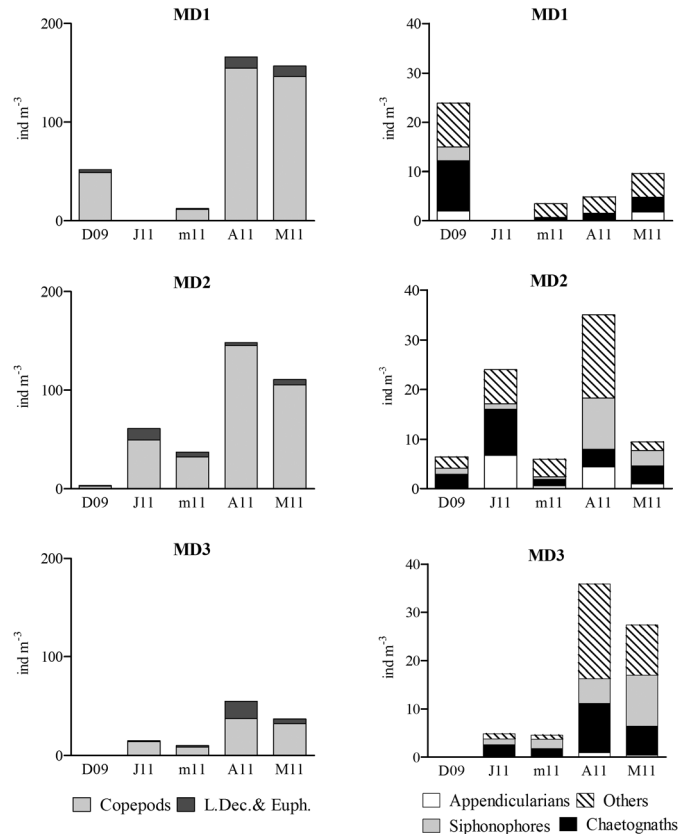 MD1
200
100
0
ind m⁻³
D09 J11 m11 A11 M11
MD1
40
30
20
10
0
ind m⁻³
D09 J11 m11 A11 M11
MD2
200
100
0
ind m⁻³
D09 J11 m11 A11 M11
MD2
40
30
20
10
0
ind m⁻³
D09 J11 m11 A11 M11
MD3
200
100
0
ind m⁻³
D09 J11 m11 A11 M11
Copepods L.Dec.& Euph.
MD3
40
30
20
10
0
ind m⁻³
D09 J11 m11 A11 M11
Appendicularians Others
Siphonophores Chaetognaths